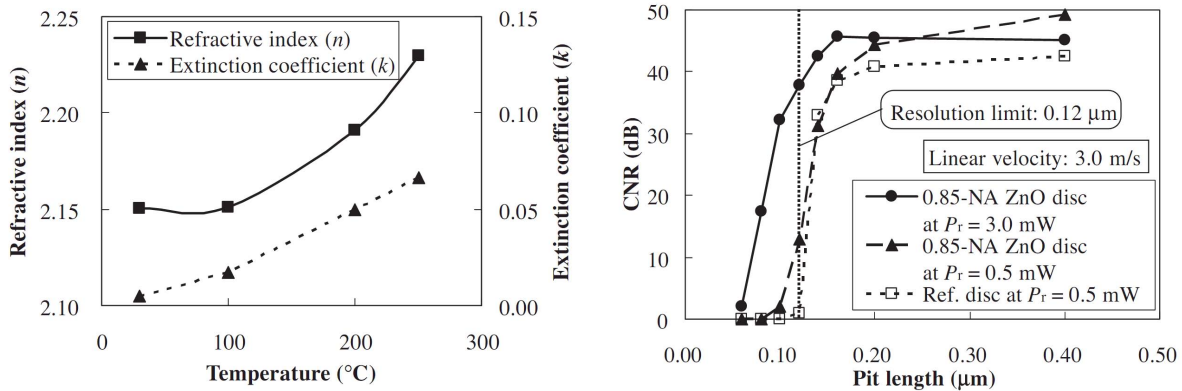 2.25
2.20
2.15
2.10
Refractive index (n)
0.15
0.10
0.05
0.00
Extinction coefficient (k)
Refractive index (n)
Extinction coefficient (k)
0
100
200
300
Temperature (°C)
50
40
30
20
10
0
CNR (dB)
Resolution limit: 0.12 μm
Linear velocity: 3.0 m/s
0.85-NA ZnO disc
at Pr = 3.0 mW
0.85-NA ZnO disc
at Pr = 0.5 mW
Ref. disc at Pr = 0.5 mW
0.00
0.10
0.20
0.30
0.40
0.50
Pit length (μm)